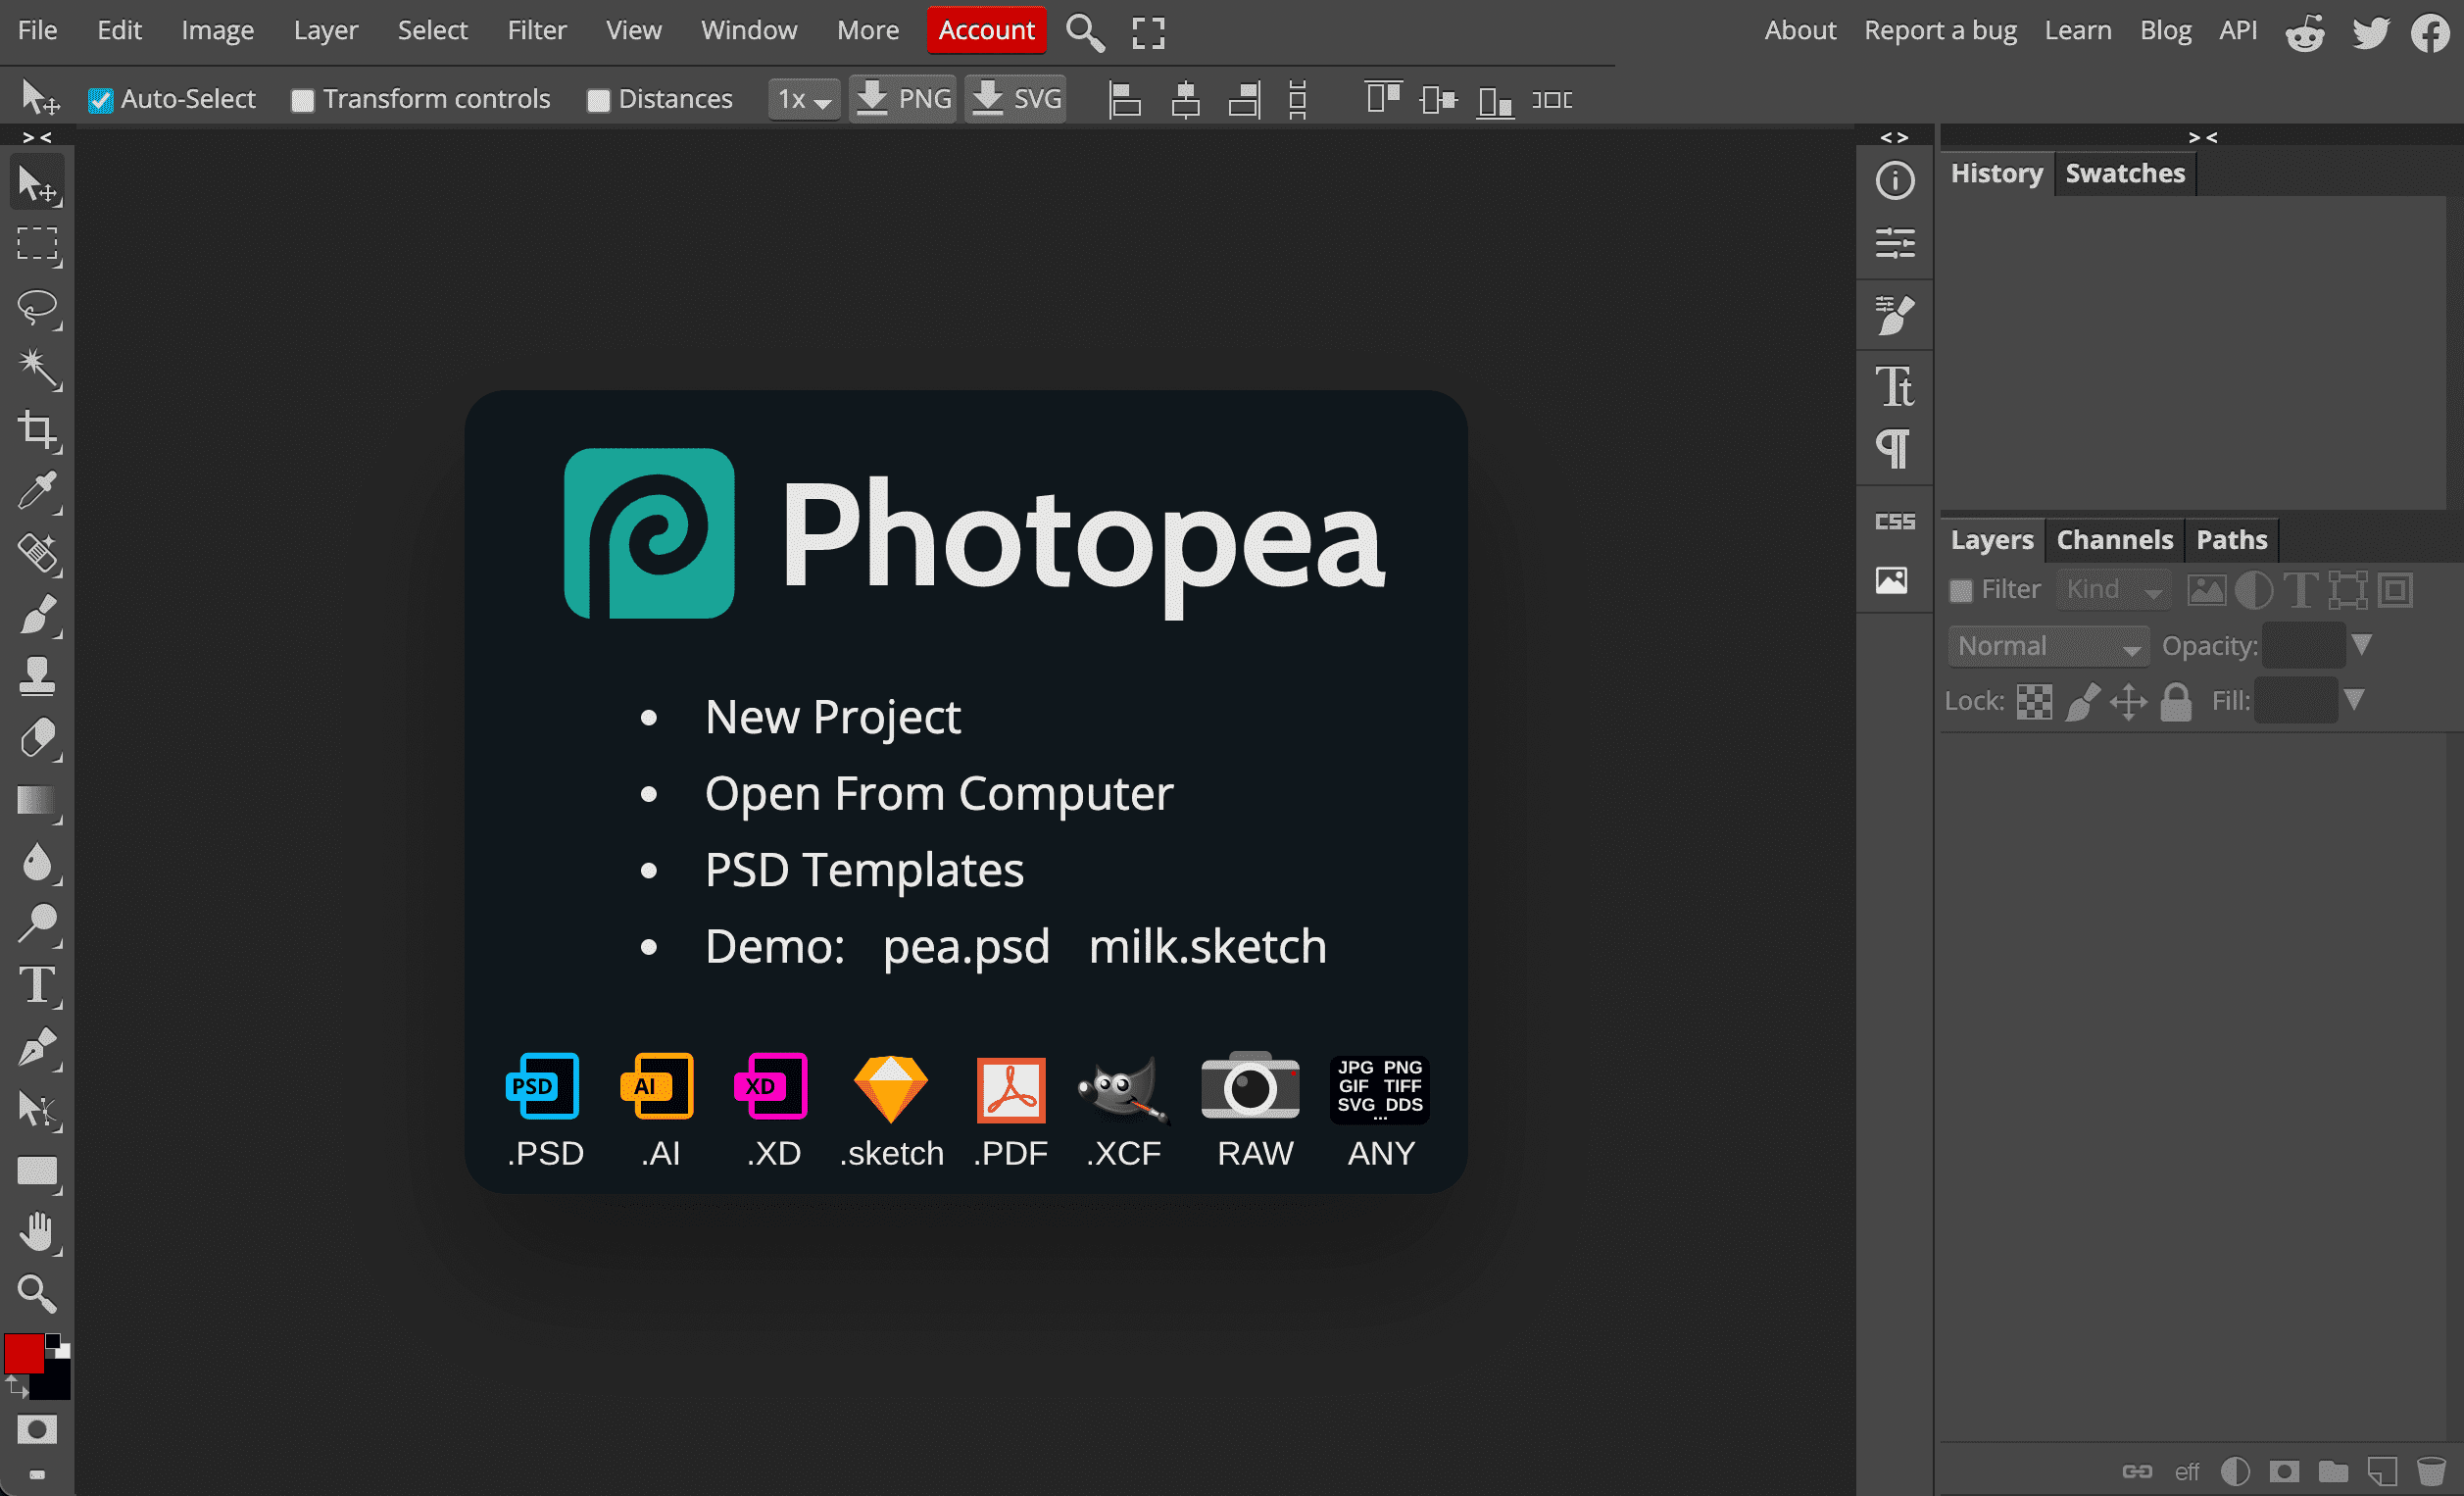 File Edit Image Layer Select Filter View Window More Account About Report a bug Learn Blog API
Auto-Select Transform controls Distances 1x PNG SVG
> < < > > <
History Swatches
Photopea
New Project
Open From Computer
PSD Templates
Demo: pea.psd milk.sketch
PSD AI XD
JPG PNG
GIF TIFF
SVG DDS
...
.PSD .AI .XD .sketch .PDF .XCF RAW ANY
CSS
Layers Channels Paths
Filter Kind
Normal Opacity:
Lock: Fill:
eff